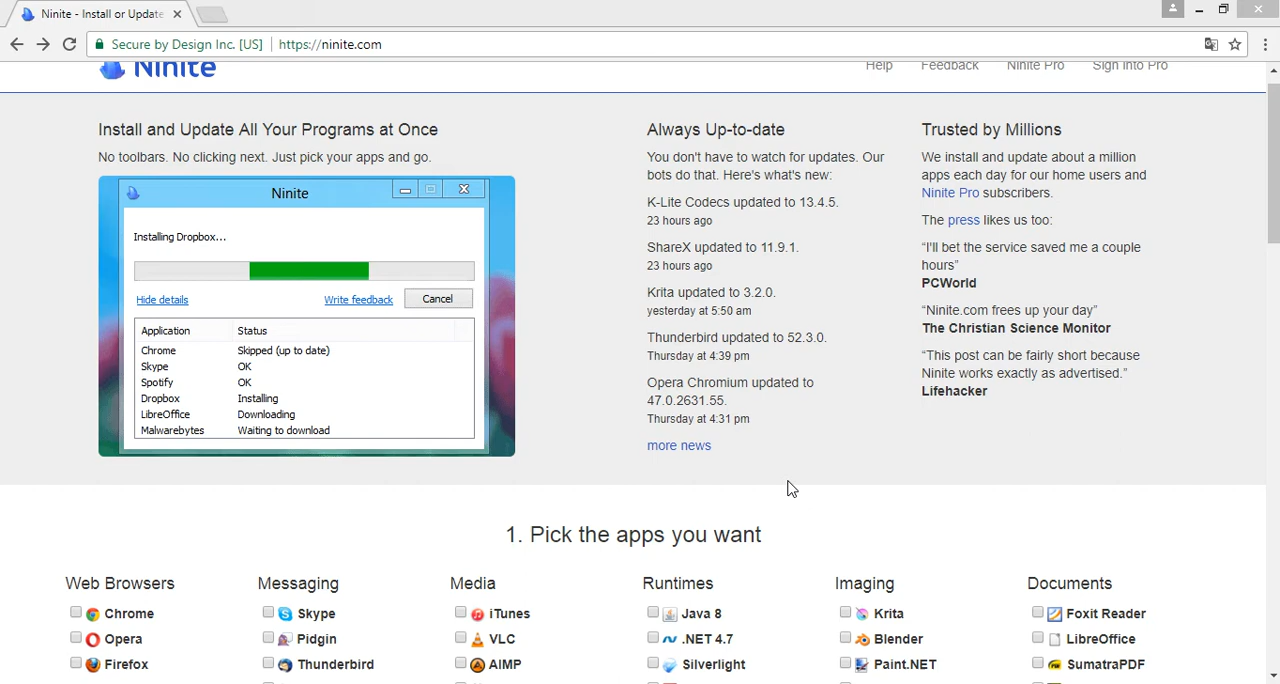 Ninite - Install or Update
Secure by Design Inc. [US] https://ninite.com
Ninite
Help Feedback Ninite Pro Sign into Pro
Install and Update All Your Programs at Once
No toolbars. No clicking next. Just pick your apps and go.
Ninite
Installing Dropbox...
Hide details Write feedback Cancel
Application Status
Chrome Skipped (up to date)
Skype OK
Spotify OK
Dropbox Installing
LibreOffice Downloading
Malwarebytes Waiting to download
Always Up-to-date
You don't have to watch for updates. Our
bots do that. Here's what's new:
K-Lite Codecs updated to 13.4.5.
23 hours ago
ShareX updated to 11.9.1.
23 hours ago
Krita updated to 3.2.0.
yesterday at 5:50 am
Thunderbird updated to 52.3.0.
Thursday at 4:39 pm
Opera Chromium updated to
47.0.2631.55.
Thursday at 4:31 pm
more news
Trusted by Millions
We install and update about a million
apps each day for our home users and
Ninite Pro subscribers.
The press likes us too:
“I'll bet the service saved me a couple
hours”
PCWorld
“Ninite.com frees up your day”
The Christian Science Monitor
“This post can be fairly short because
Ninite works exactly as advertised.”
Lifehacker
1. Pick the apps you want
Web Browsers
Chrome
Opera
Firefox
Messaging
Skype
Pidgin
Thunderbird
Media
iTunes
VLC
AIMP
Runtimes
Java 8
.NET 4.7
Silverlight
Imaging
Krita
Blender
Paint.NET
Documents
Foxit Reader
LibreOffice
SumatraPDF